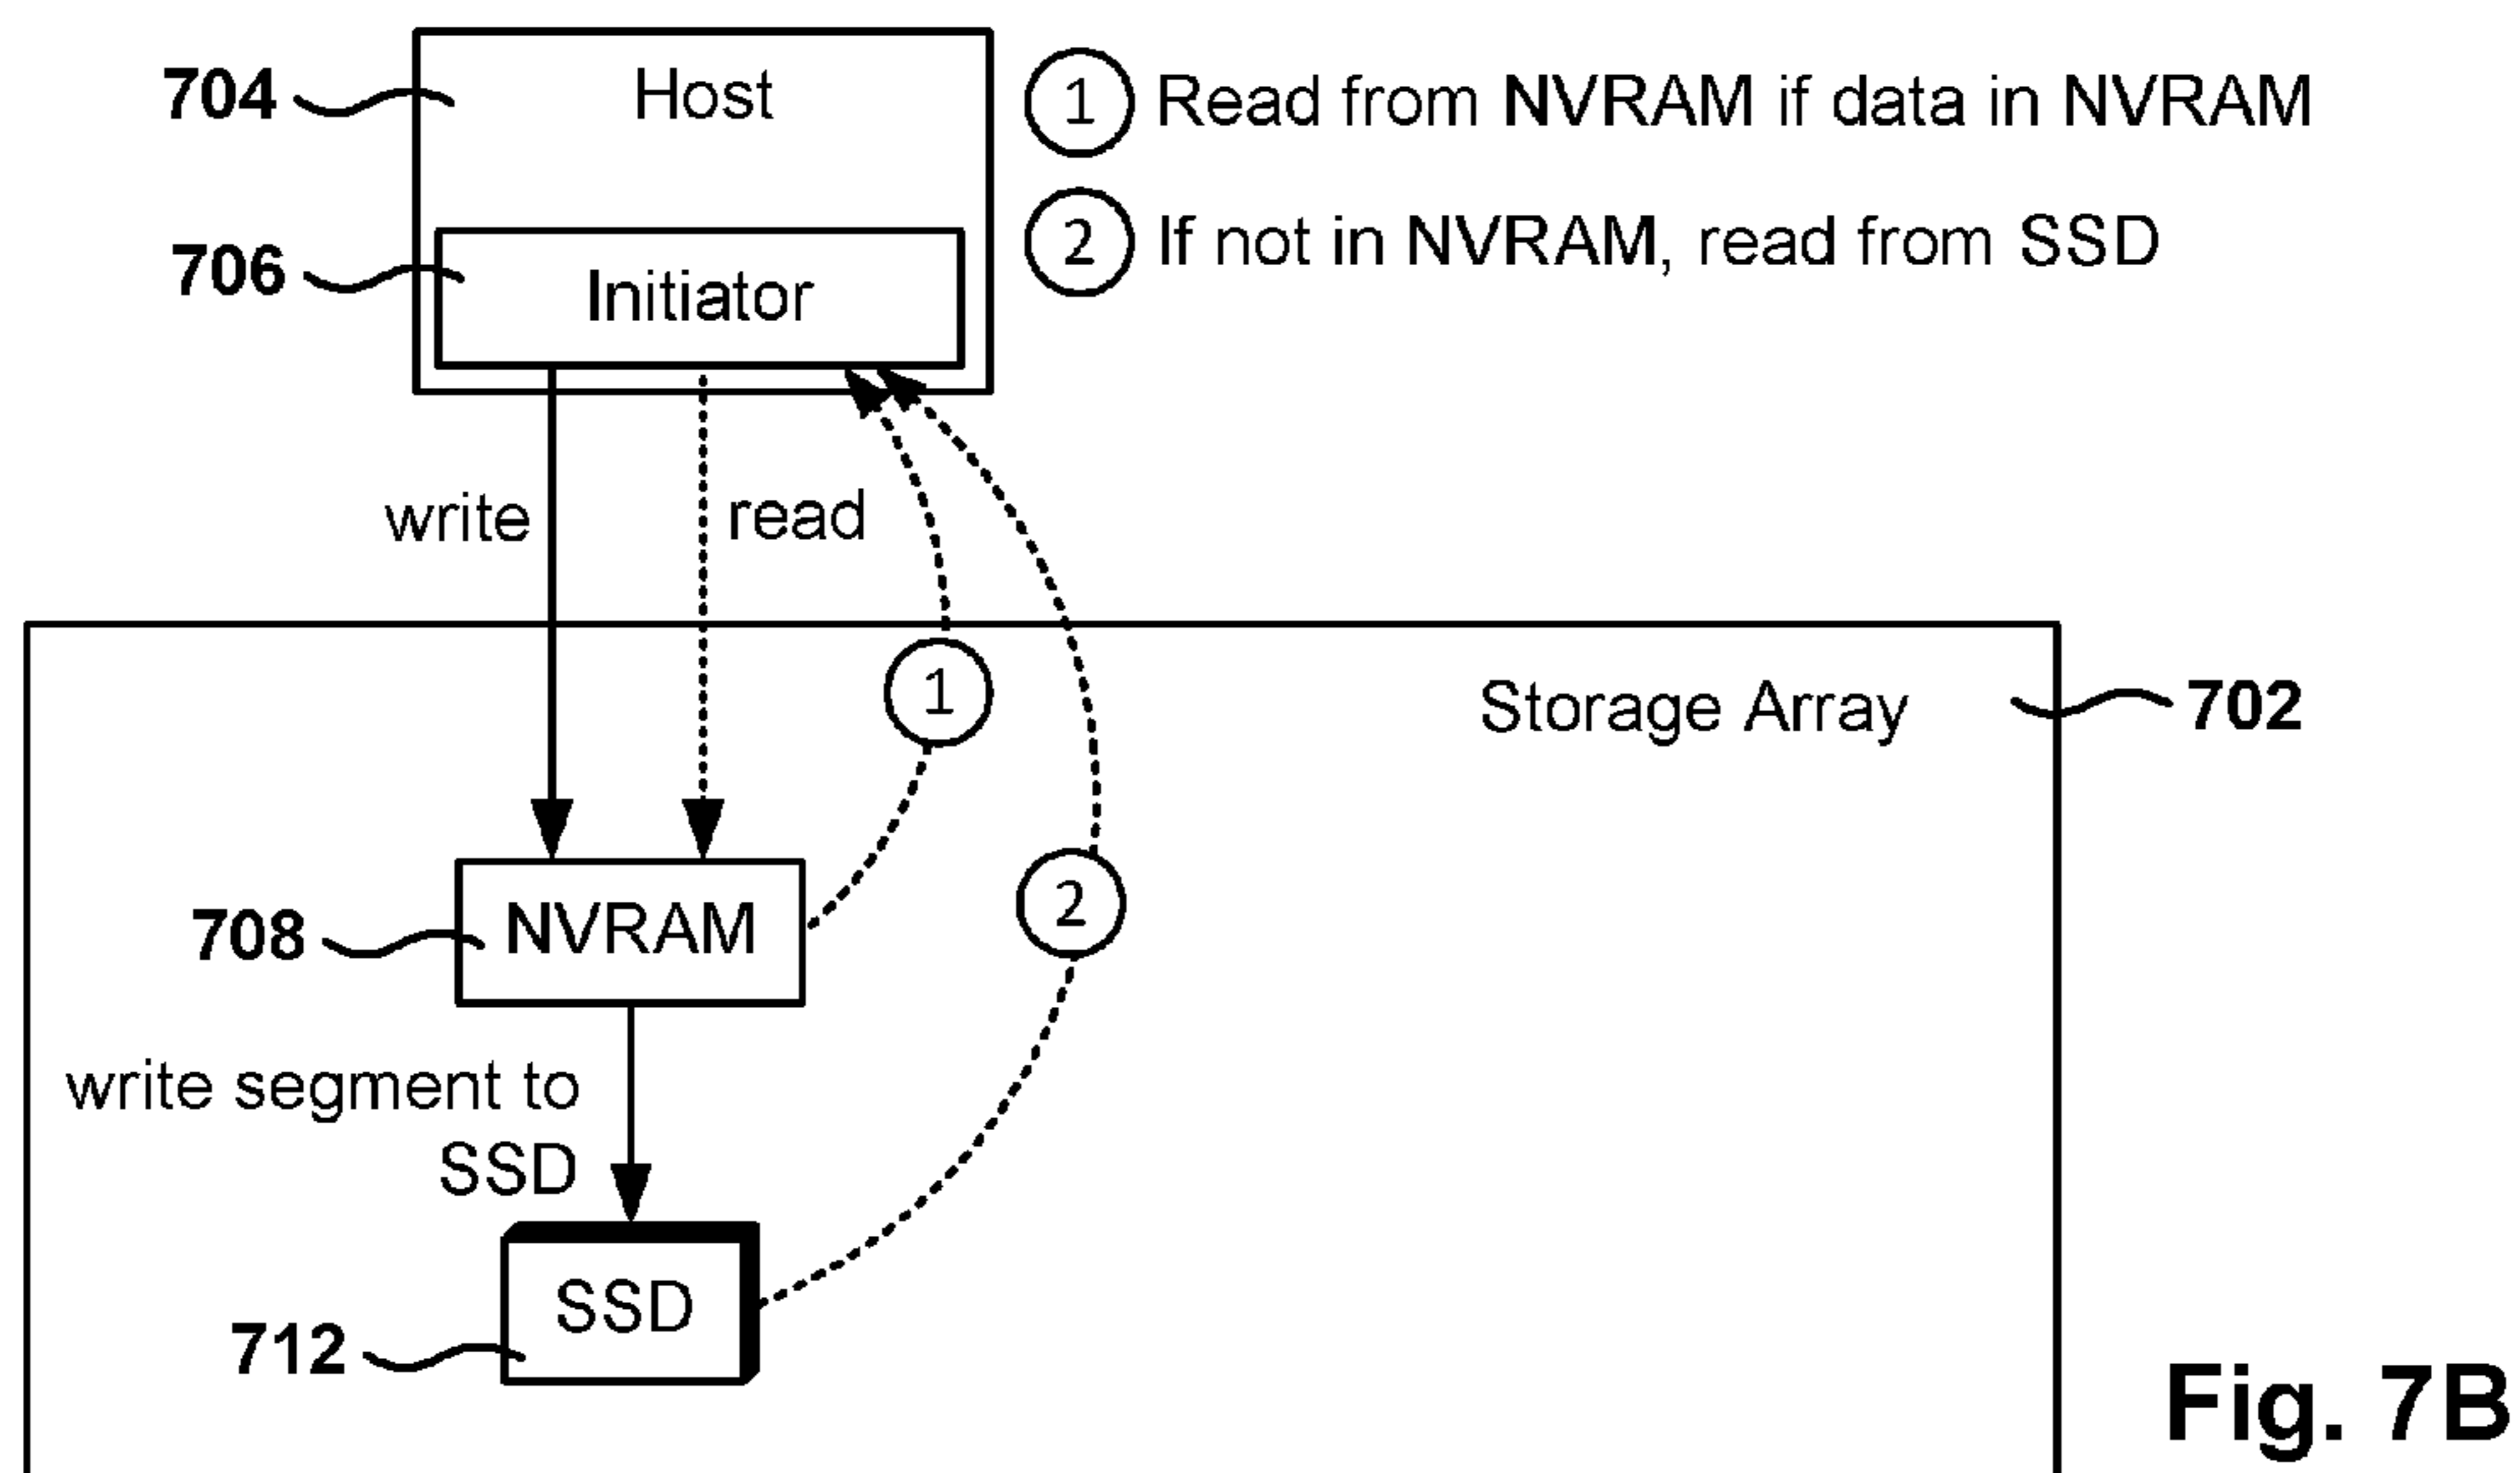 704
Host
1 Read from NVRAM if data in NVRAM
2 If not in NVRAM, read from SSD
706
Initiator
write
read
1
Storage Array
702
2
708
NVRAM
write segment to
SSD
SSD
712
Fig. 7B